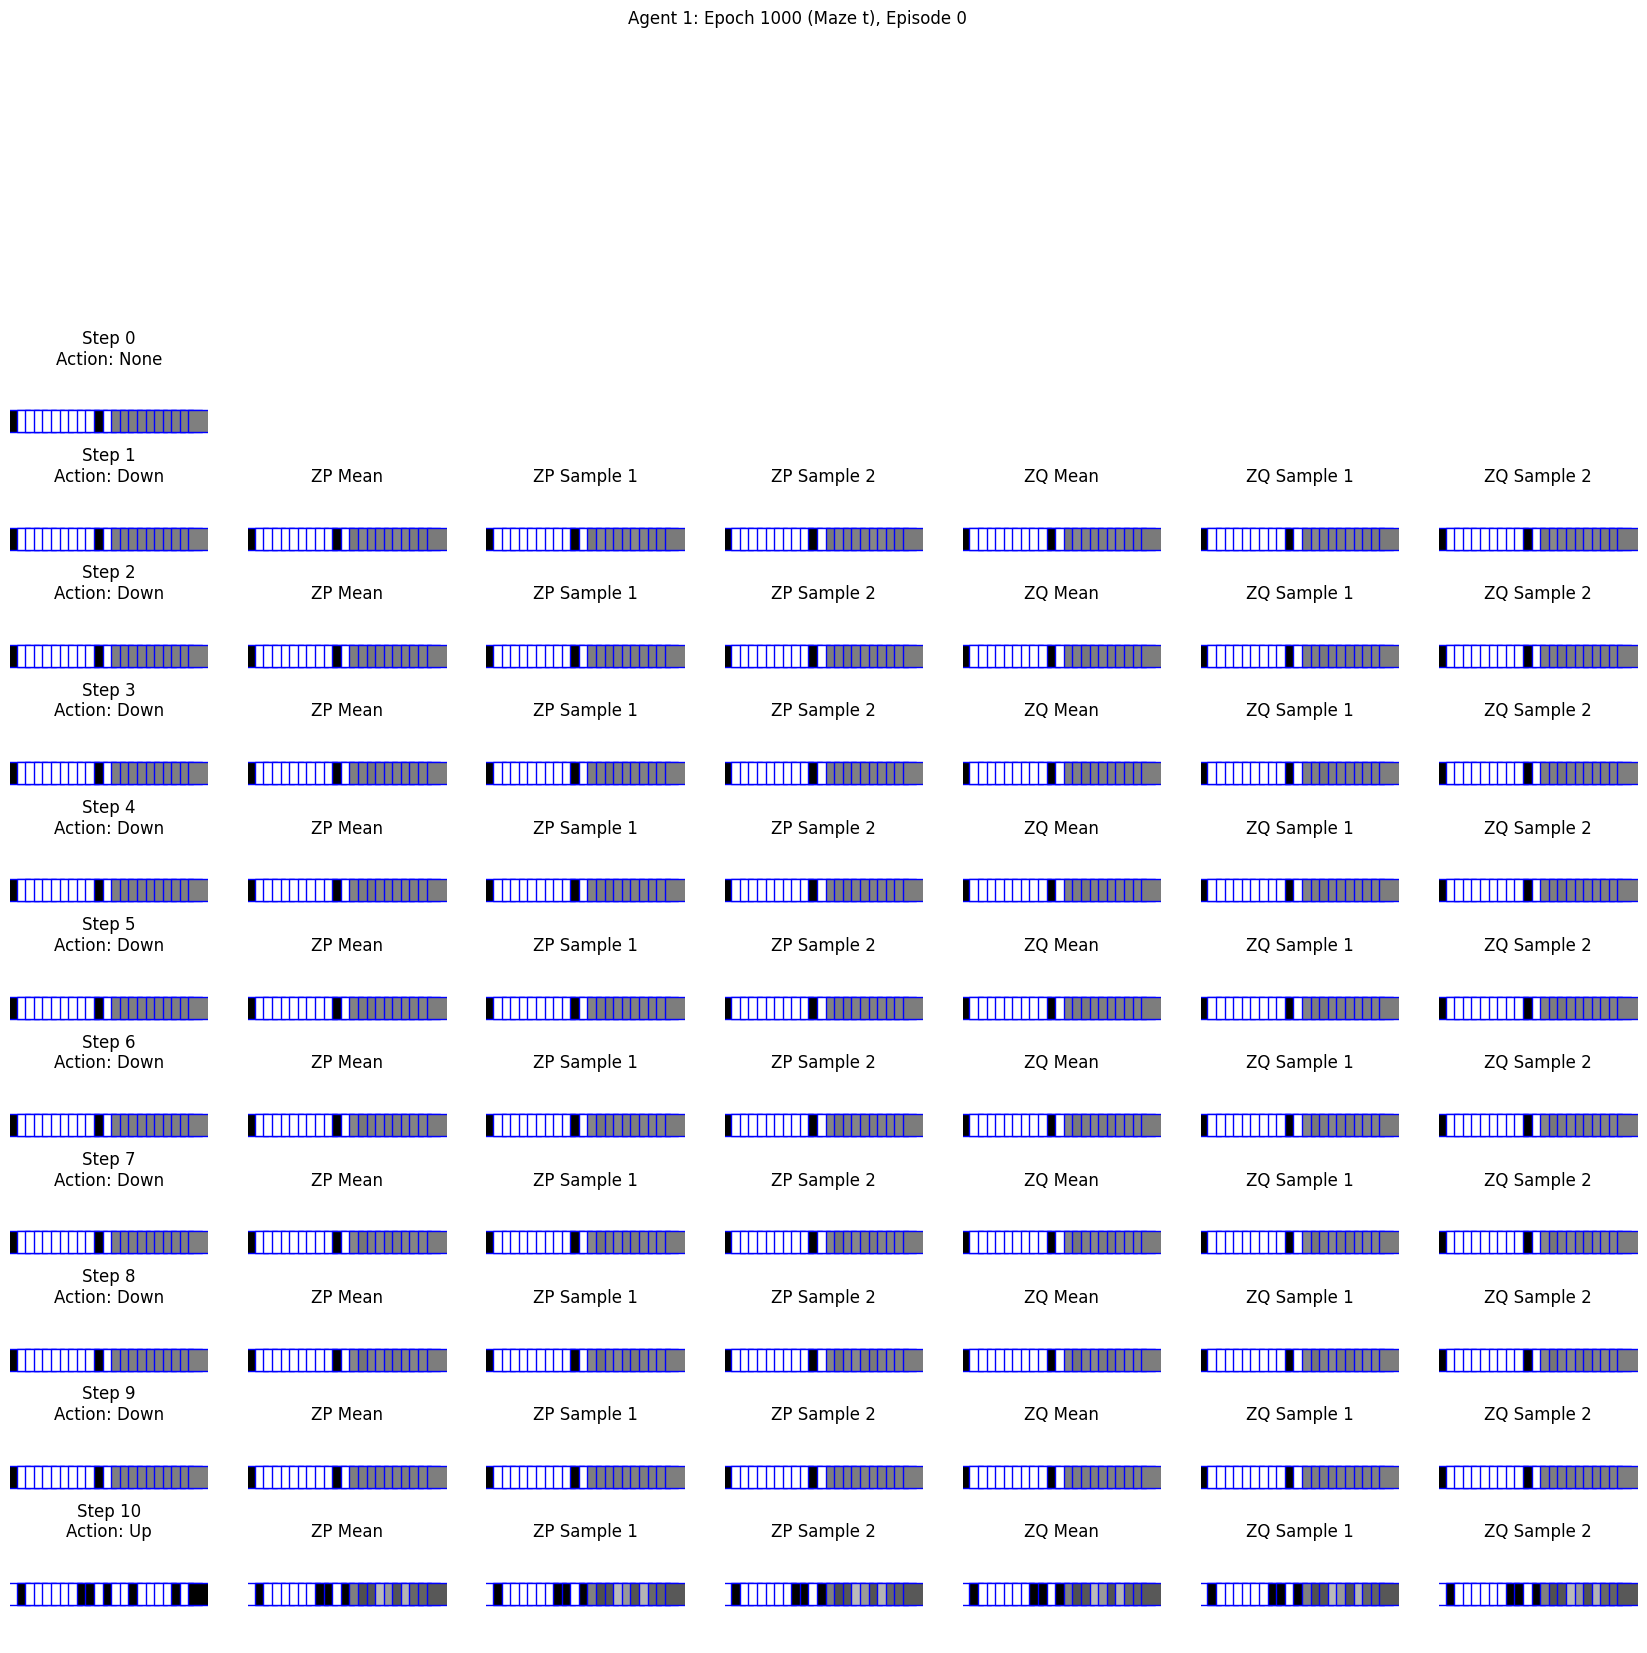 Agent 1: Epoch 1000 (Maze t), Episode 0
Step 0
Action: None
Step 1
Action: Down
ZP Mean
ZP Sample 1
ZP Sample 2
ZQ Mean
ZQ Sample 1
ZQ Sample 2
Step 2
Action: Down
ZP Mean
ZP Sample 1
ZP Sample 2
ZQ Mean
ZQ Sample 1
ZQ Sample 2
Step 3
Action: Down
ZP Mean
ZP Sample 1
ZP Sample 2
ZQ Mean
ZQ Sample 1
ZQ Sample 2
Step 4
Action: Down
ZP Mean
ZP Sample 1
ZP Sample 2
ZQ Mean
ZQ Sample 1
ZQ Sample 2
Step 5
Action: Down
ZP Mean
ZP Sample 1
ZP Sample 2
ZQ Mean
ZQ Sample 1
ZQ Sample 2
Step 6
Action: Down
ZP Mean
ZP Sample 1
ZP Sample 2
ZQ Mean
ZQ Sample 1
ZQ Sample 2
Step 7
Action: Down
ZP Mean
ZP Sample 1
ZP Sample 2
ZQ Mean
ZQ Sample 1
ZQ Sample 2
Step 8
Action: Down
ZP Mean
ZP Sample 1
ZP Sample 2
ZQ Mean
ZQ Sample 1
ZQ Sample 2
Step 9
Action: Down
ZP Mean
ZP Sample 1
ZP Sample 2
ZQ Mean
ZQ Sample 1
ZQ Sample 2
Step 10
Action: Up
ZP Mean
ZP Sample 1
ZP Sample 2
ZQ Mean
ZQ Sample 1
ZQ Sample 2